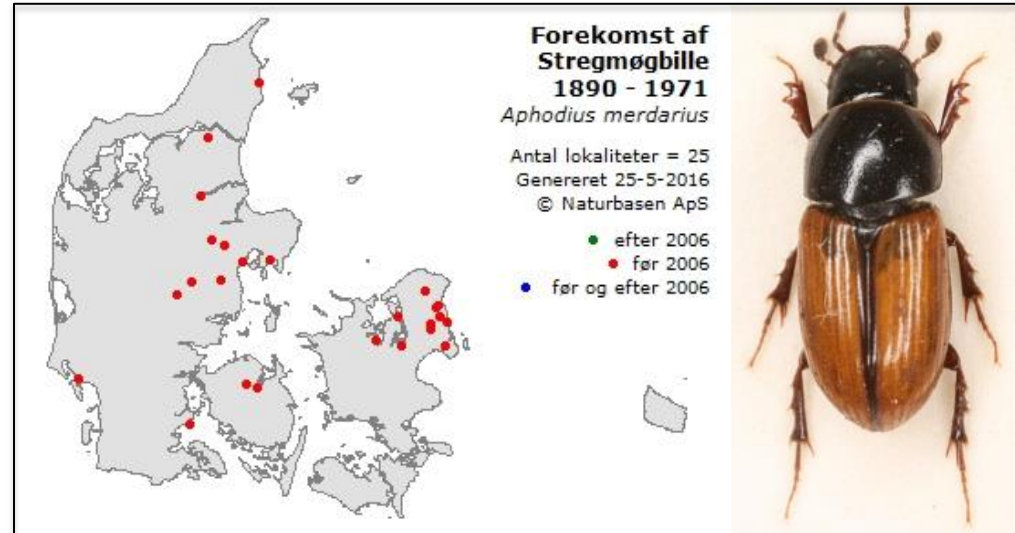 Forekomst af
Stregmøgbille
1890 - 1971
Aphodius merdarius
Antal lokaliteter = 25
Genereret 25-5-2016
© Naturbasen ApS
efter 2006
før 2006
før og efter 2006